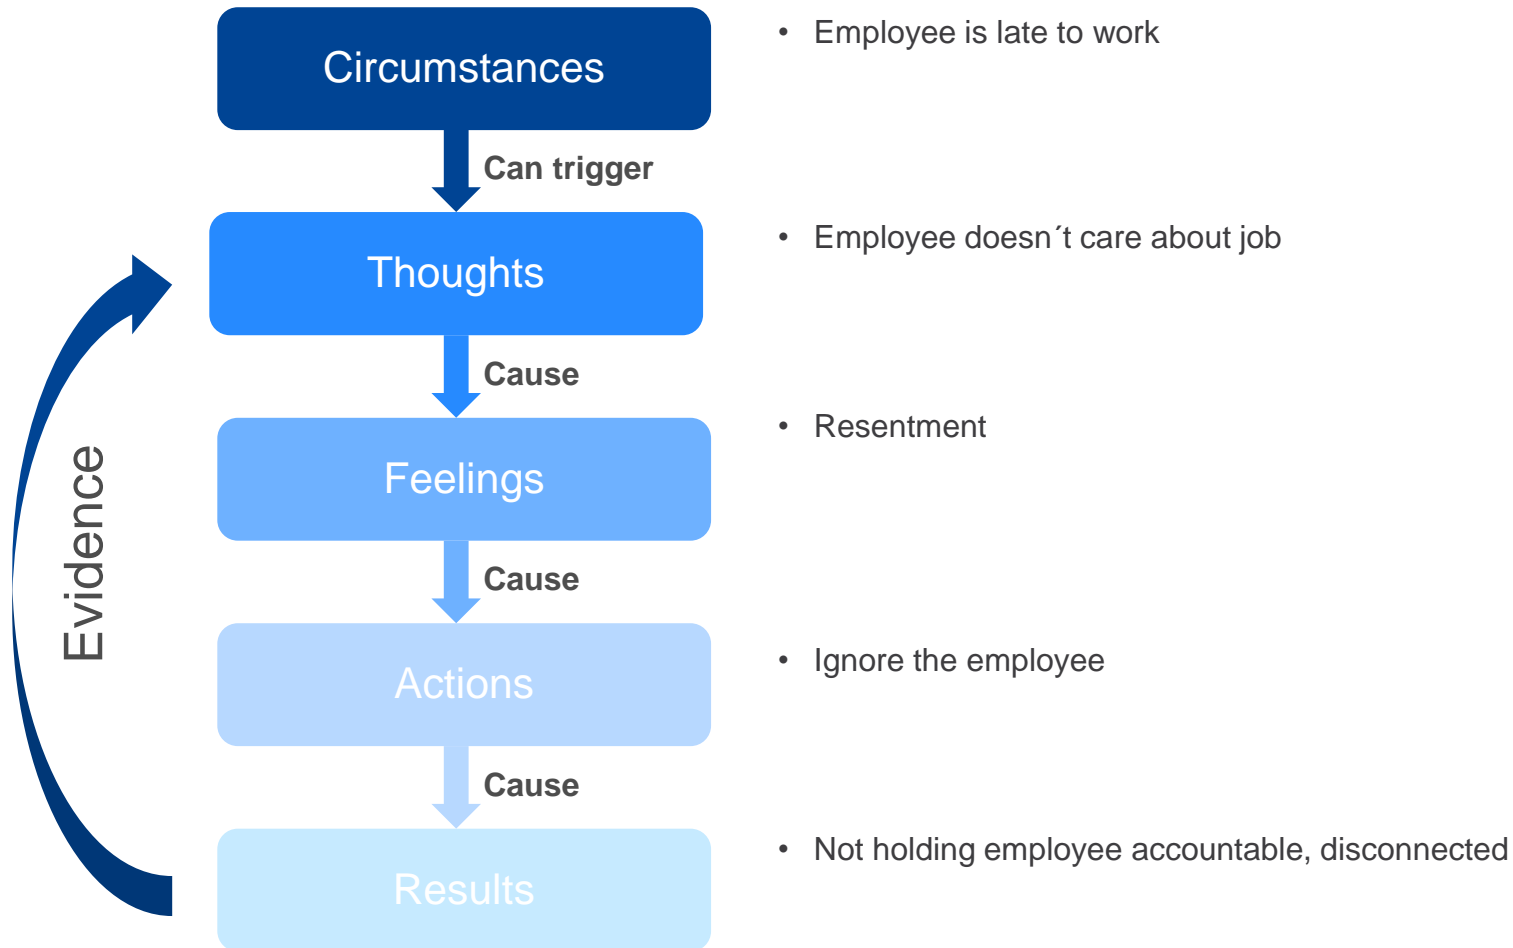 Circumstances
• Employee is late to work
Can trigger
Thoughts
• Employee doesn´t care about job
Cause
Feelings
• Resentment
Cause
Actions
• Ignore the employee
Cause
Results
• Not holding employee accountable, disconnected
Evidence